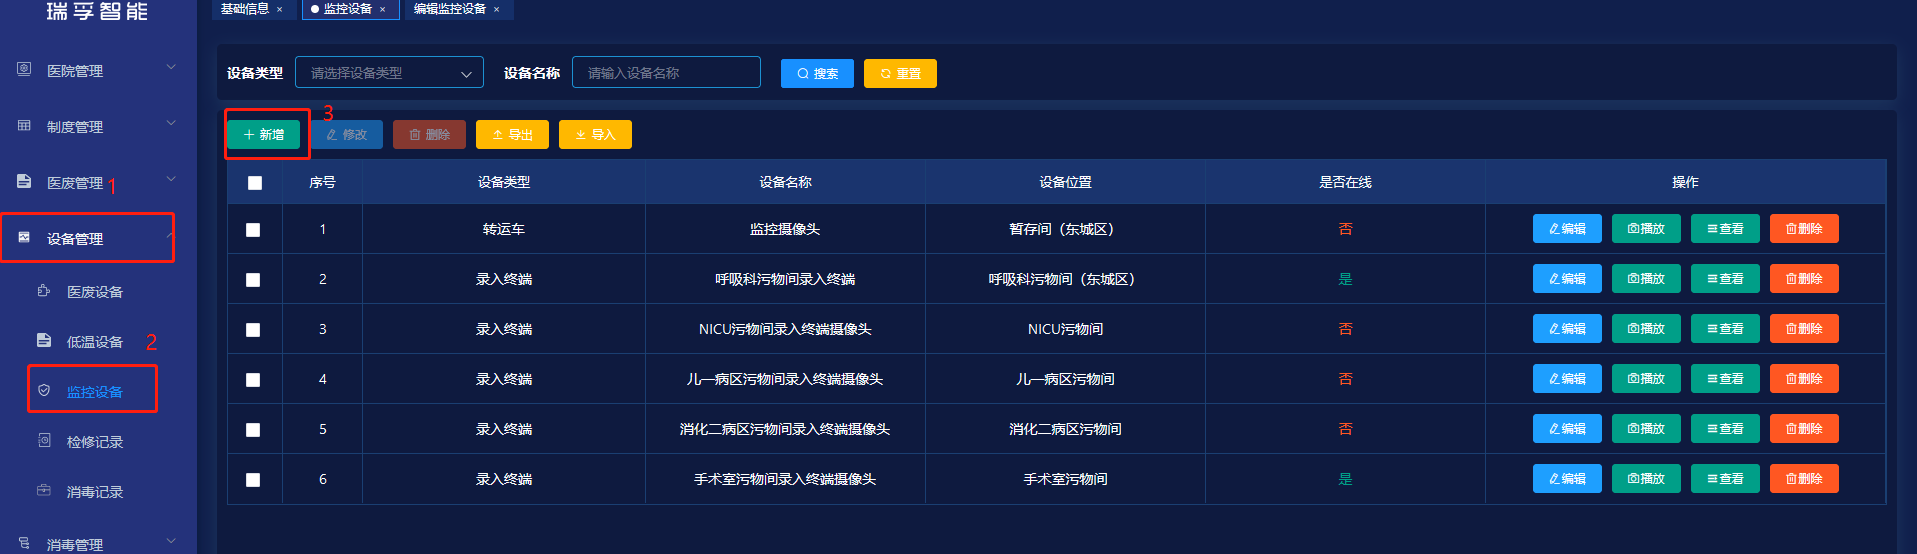 瑞孚智能
医院管理
制度管理
医废管理 1
设备管理
医废设备
低温设备 2
监控设备
检修记录
消毒记录
消毒管理
基础信息 × 监控设备 × 编辑监控设备 ×
设备类型 请选择设备类型 设备名称 请输入设备名称 搜索 重置
3
新增 修改 删除 导出 导入
序号 设备类型 设备名称 设备位置 是否在线 操作
1 转运车 监控摄像头 暂存间（东城区） 否 编辑 播放 查看 删除
2 录入终端 呼吸科污物间录入终端 呼吸科污物间（东城区） 是 编辑 播放 查看 删除
3 录入终端 NICU污物间录入终端摄像头 NICU污物间 否 编辑 播放 查看 删除
4 录入终端 儿一病区污物间录入终端摄像头 儿一病区污物间 否 编辑 播放 查看 删除
5 录入终端 消化二病区污物间录入终端摄像头 消化二病区污物间 否 编辑 播放 查看 删除
6 录入终端 手术室污物间录入终端摄像头 手术室污物间 是 编辑 播放 查看 删除